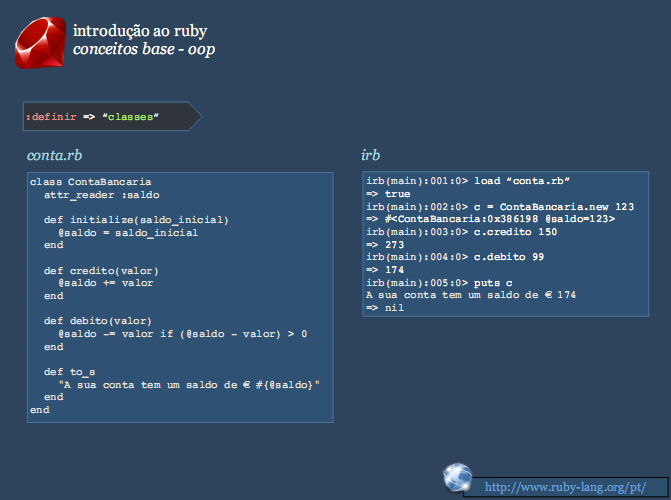 introdução ao ruby
conceitos base - oop
:definir => “classes”
conta.rb
class ContaBancaria
  attr_reader :saldo

  def initialize(saldo_inicial)
    @saldo = saldo_inicial
  end

  def credito(valor)
    @saldo += valor
  end

  def debito(valor)
    @saldo -= valor if (@saldo - valor) > 0
  end

  def to_s
    "A sua conta tem um saldo de € #{@saldo}"
  end
end
irb
irb(main):001:0> load “conta.rb”
=> true
irb(main):002:0> c = ContaBancaria.new 123
=> #<ContaBancaria:0x386198 @saldo=123>
irb(main):003:0> c.credito 150
=> 273
irb(main):004:0> c.debito 99
=> 174
irb(main):005:0> puts c
A sua conta tem um saldo de € 174
=> nil
http://www.ruby-lang.org/pt/